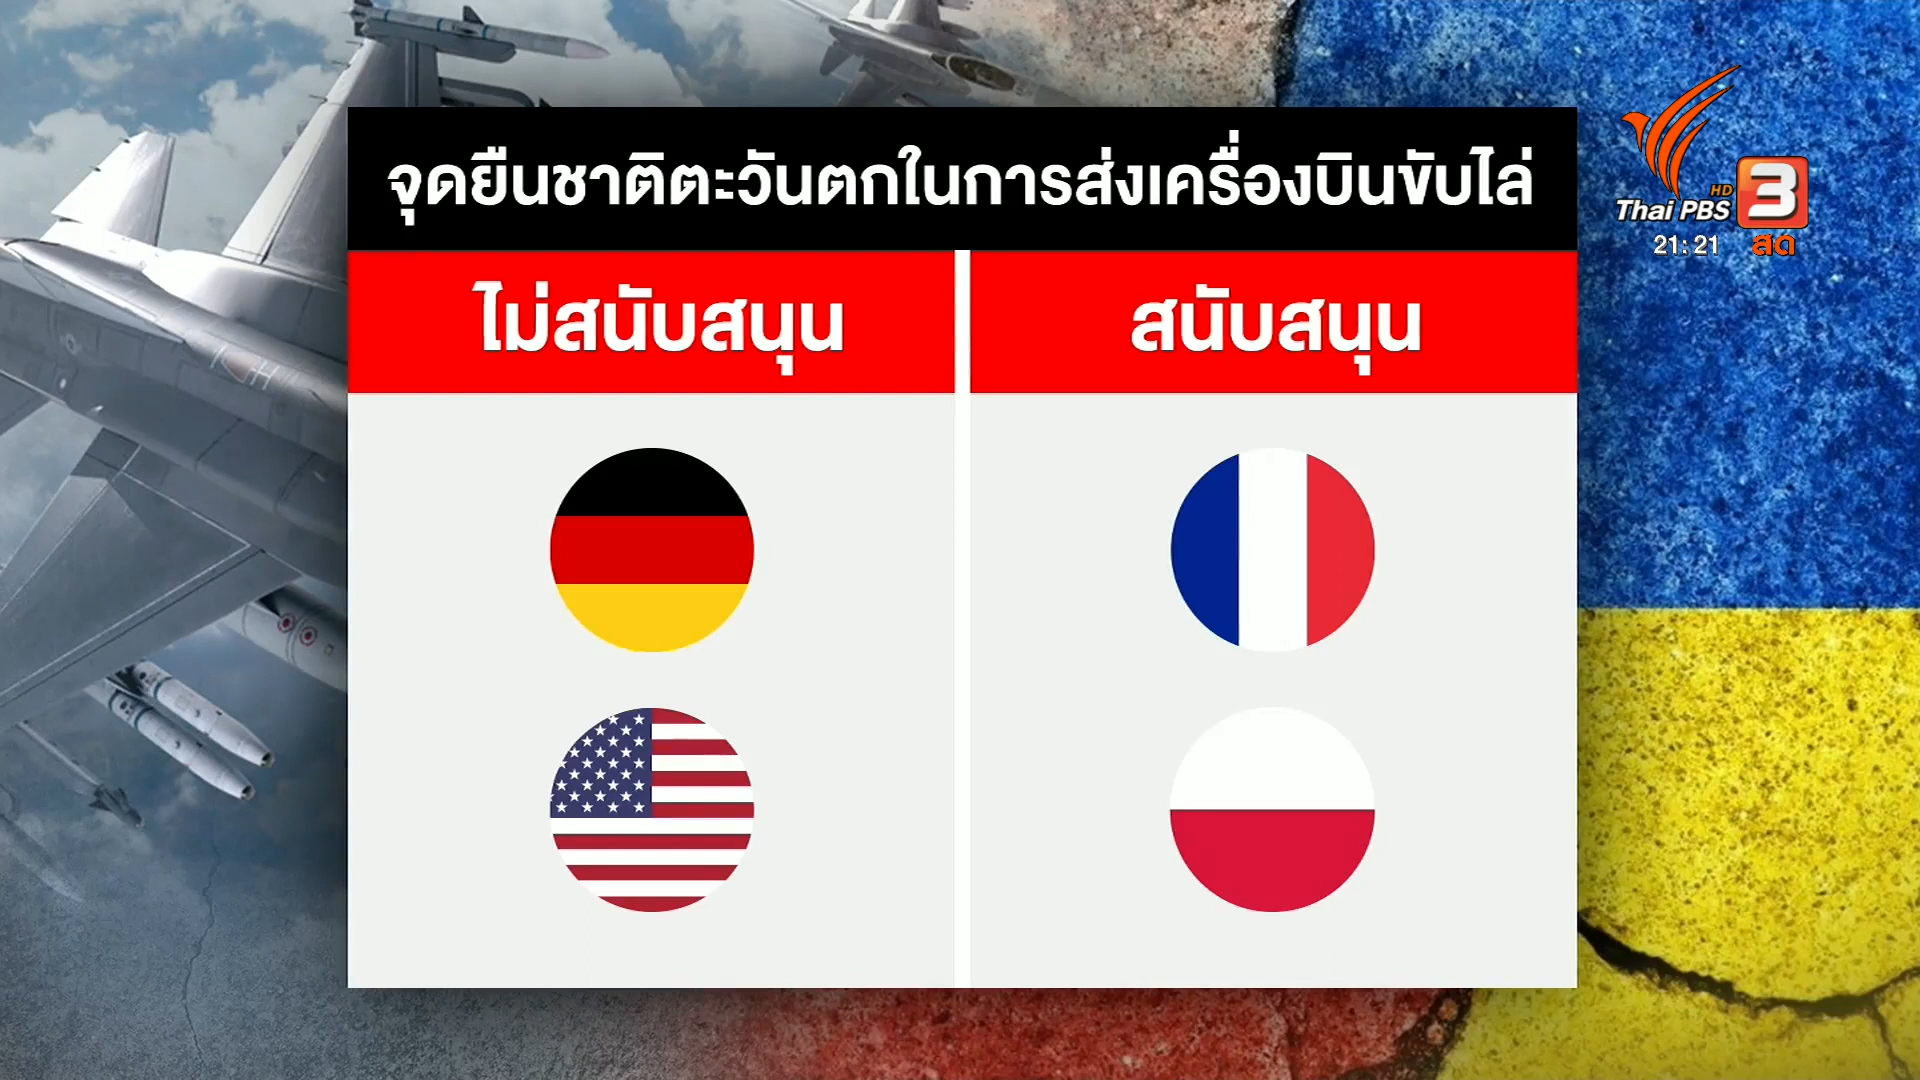 จุดยืนชาติตะวันตกในการส่งเครื่องบินขับไล่
ไม่สนับสนุน
สนับสนุน
HD
Thai PBS 3
21:21 สด